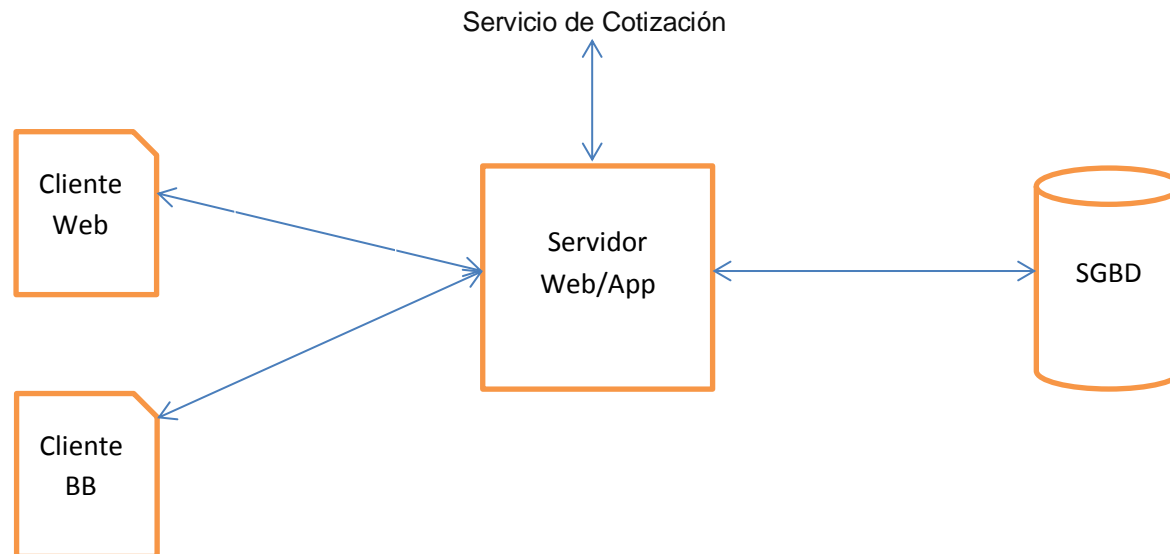 Servicio de Cotización
Cliente
Web
Servidor
Web/App
SGBD
Cliente
BB